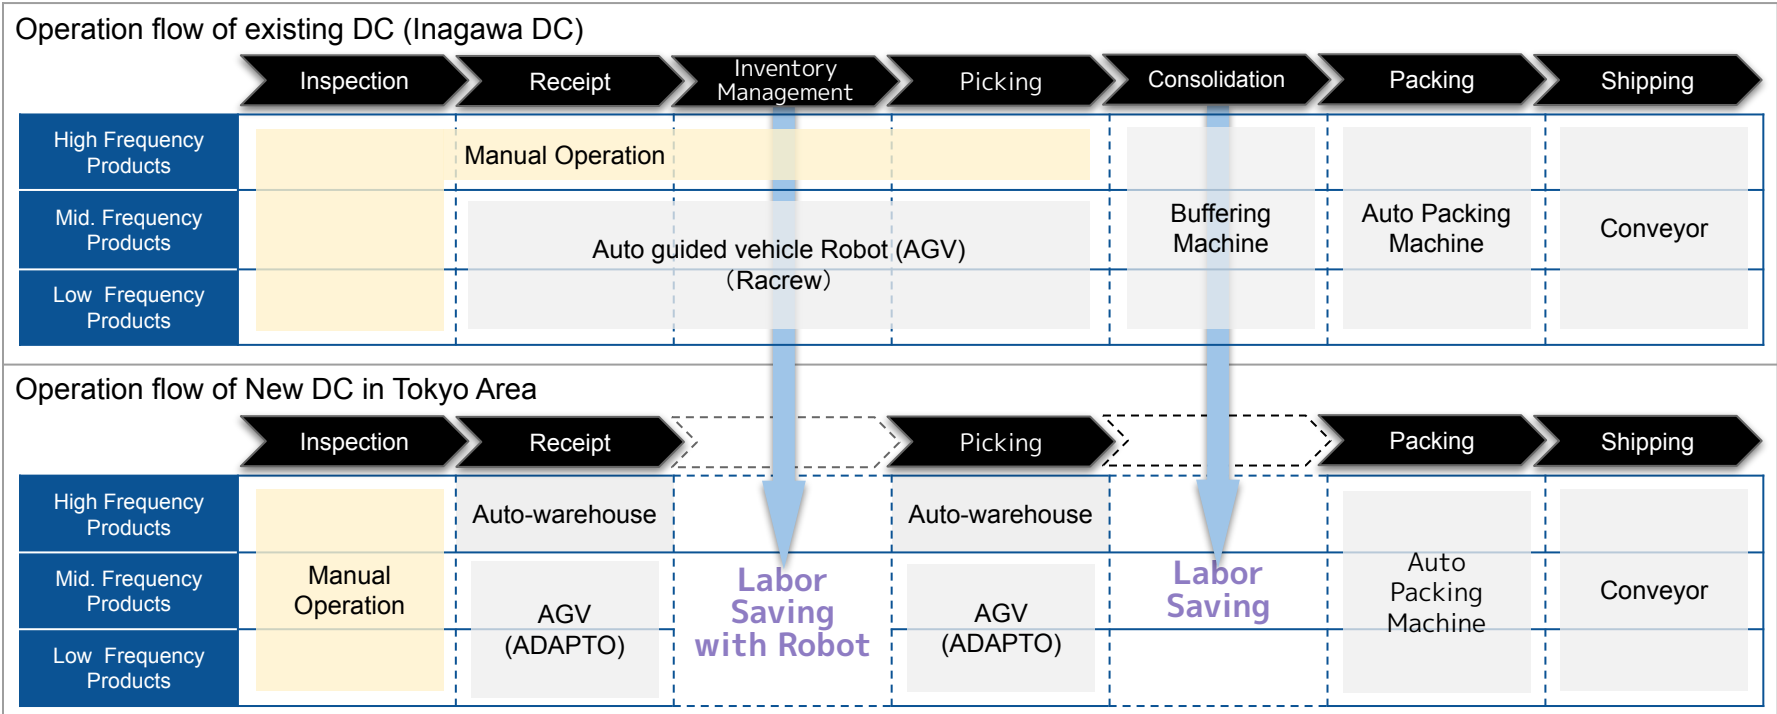 Operation flow of existing DC (Inagawa DC)
Inspection
Receipt
Inventory
Management
Picking
Consolidation
Packing
Shipping
High Frequency
Products
Manual Operation
Mid. Frequency
Products
Auto guided vehicle Robot (AGV)
（Racrew）
Buffering
Machine
Auto Packing
Machine
Conveyor
Low  Frequency
Products
Operation flow of New DC in Tokyo Area
Inspection
Receipt
Picking
Packing
Shipping
High Frequency
Products
Auto-warehouse
Auto-warehouse
Mid. Frequency
Products
Manual
Operation
AGV
(ADAPTO)
Labor
Saving
with Robot
AGV
(ADAPTO)
Labor
Saving
Auto
Packing
Machine
Conveyor
Low  Frequency
Products